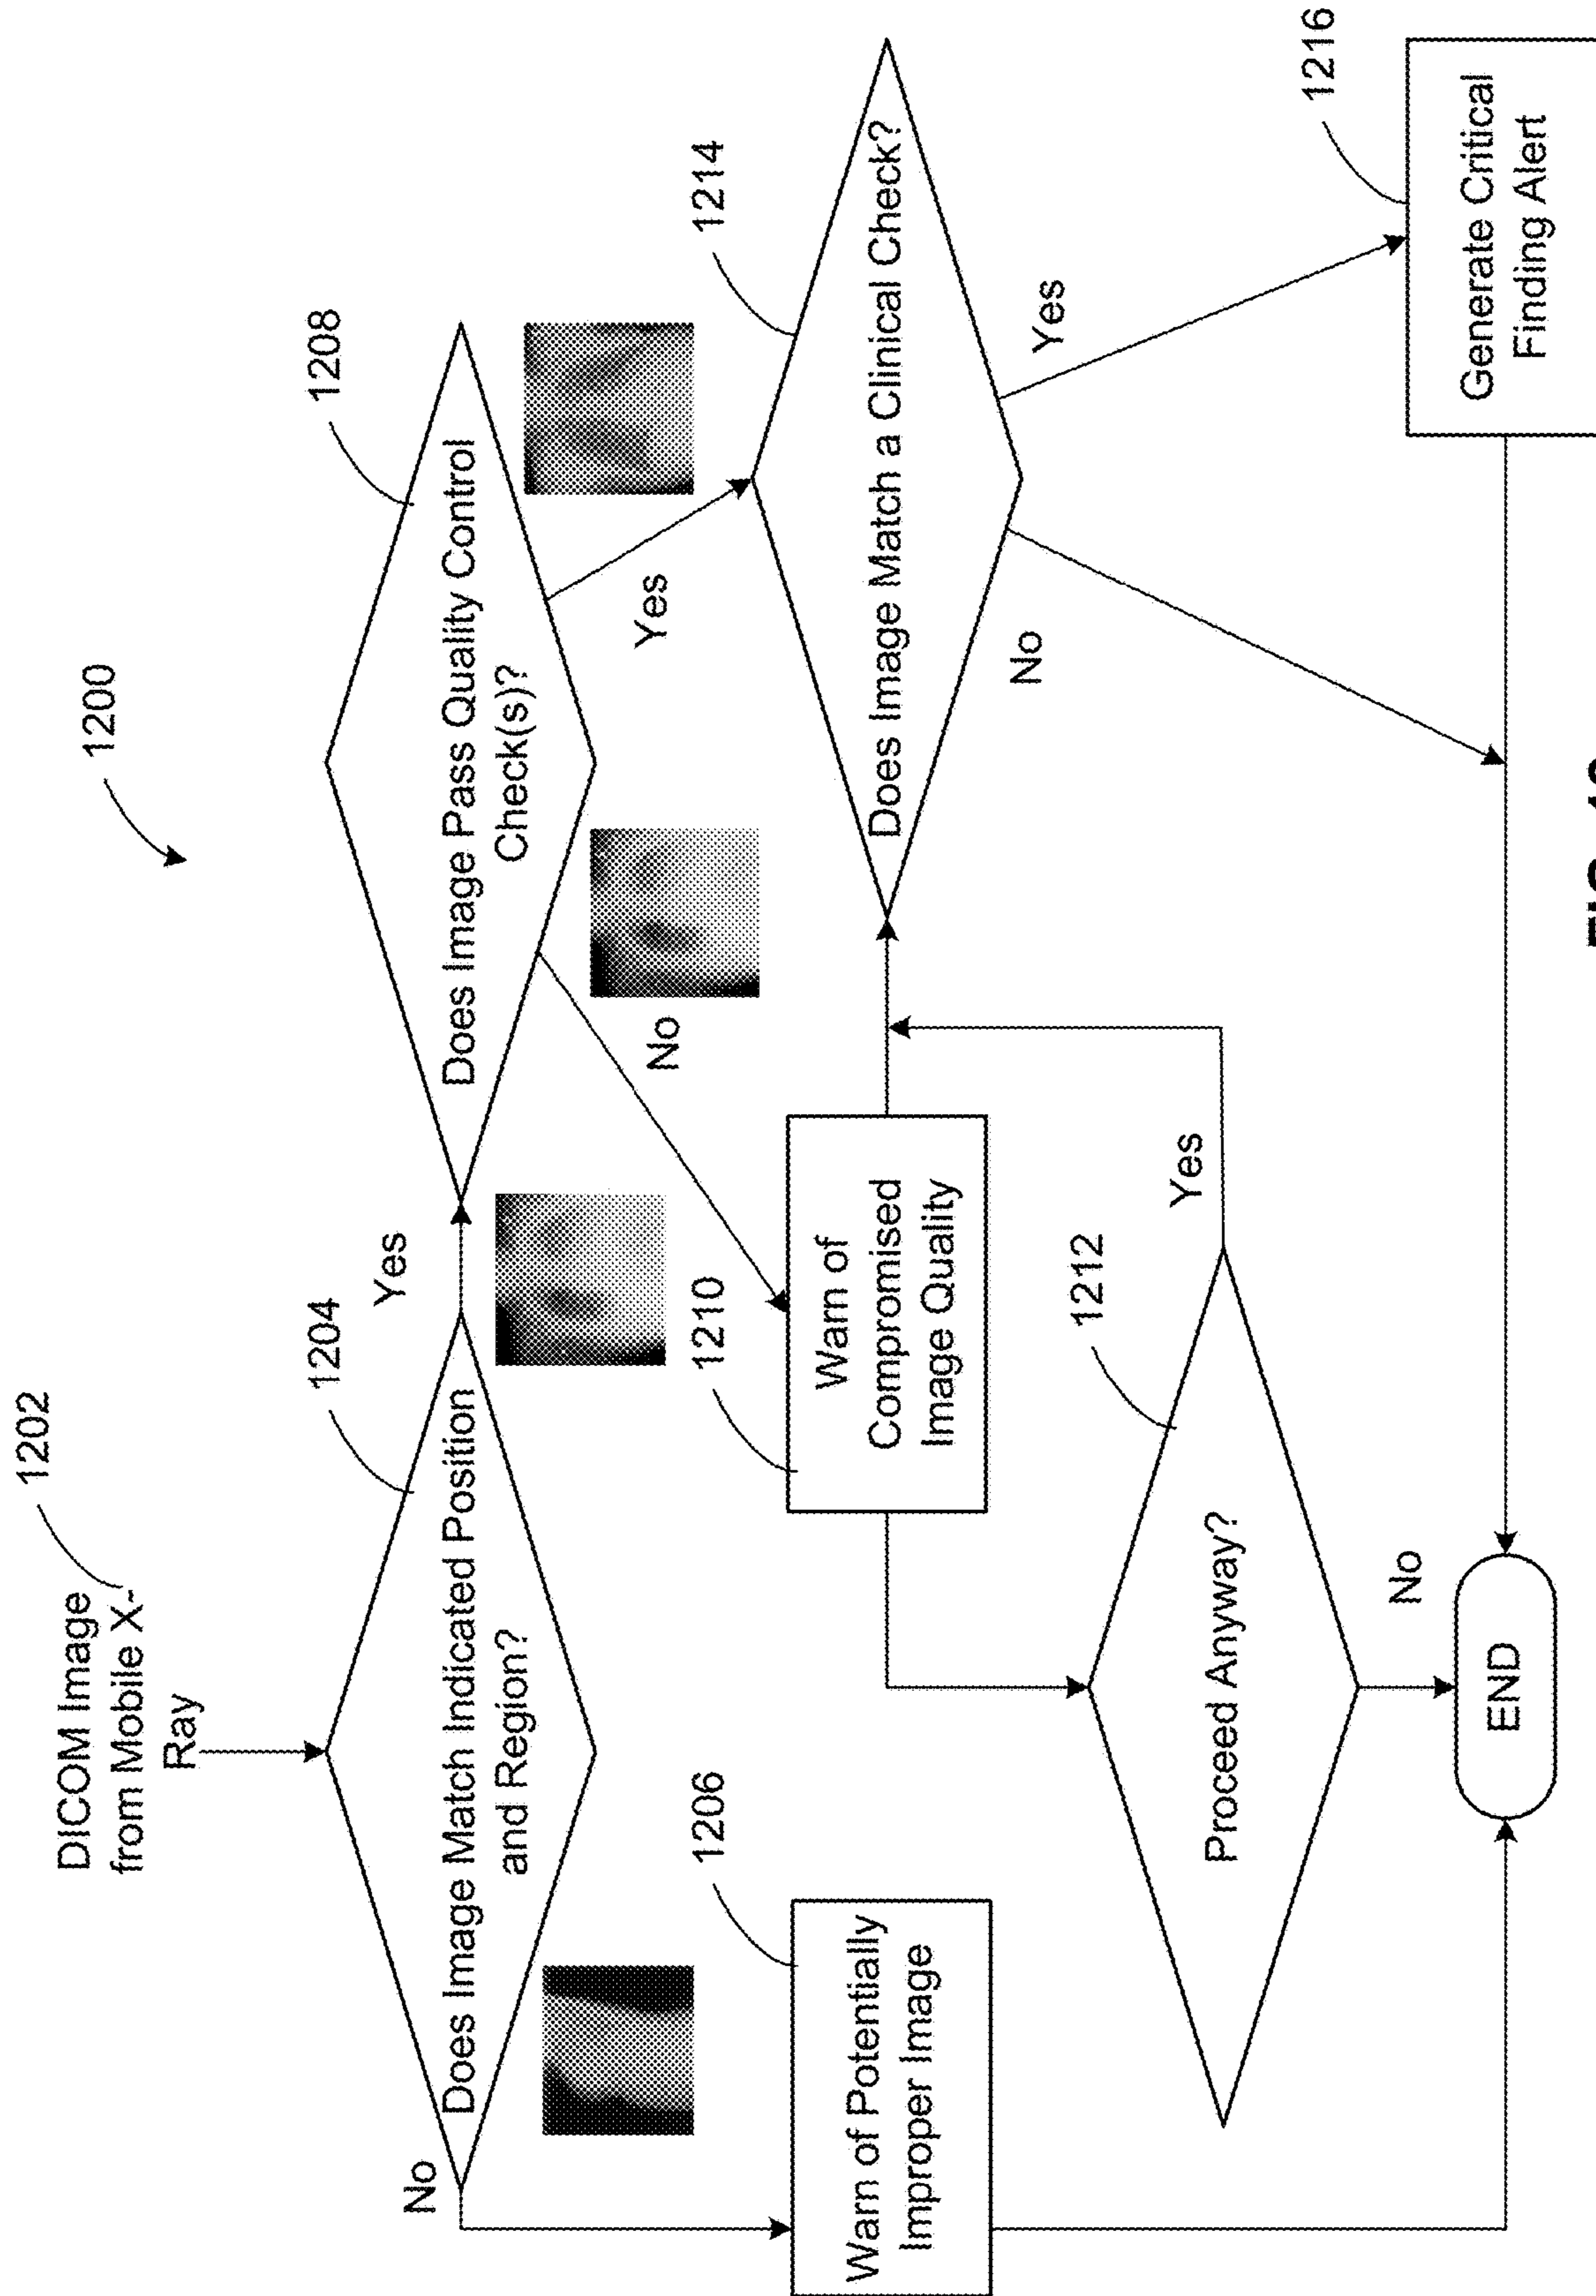 1200
1202
DICOM Image
from Mobile X-
Ray
1204
Does Image Match Indicated Position
and Region?
No
Yes
1206
Warn of Potentially
Improper Image
1208
Does Image Pass Quality Control
Check(s)?
No
Yes
1210
Warn of
Compromised
Image Quality
1212
Proceed Anyway?
Yes
No
1214
Does Image Match a Clinical Check?
No
Yes
1216
Generate Critical
Finding Alert
END